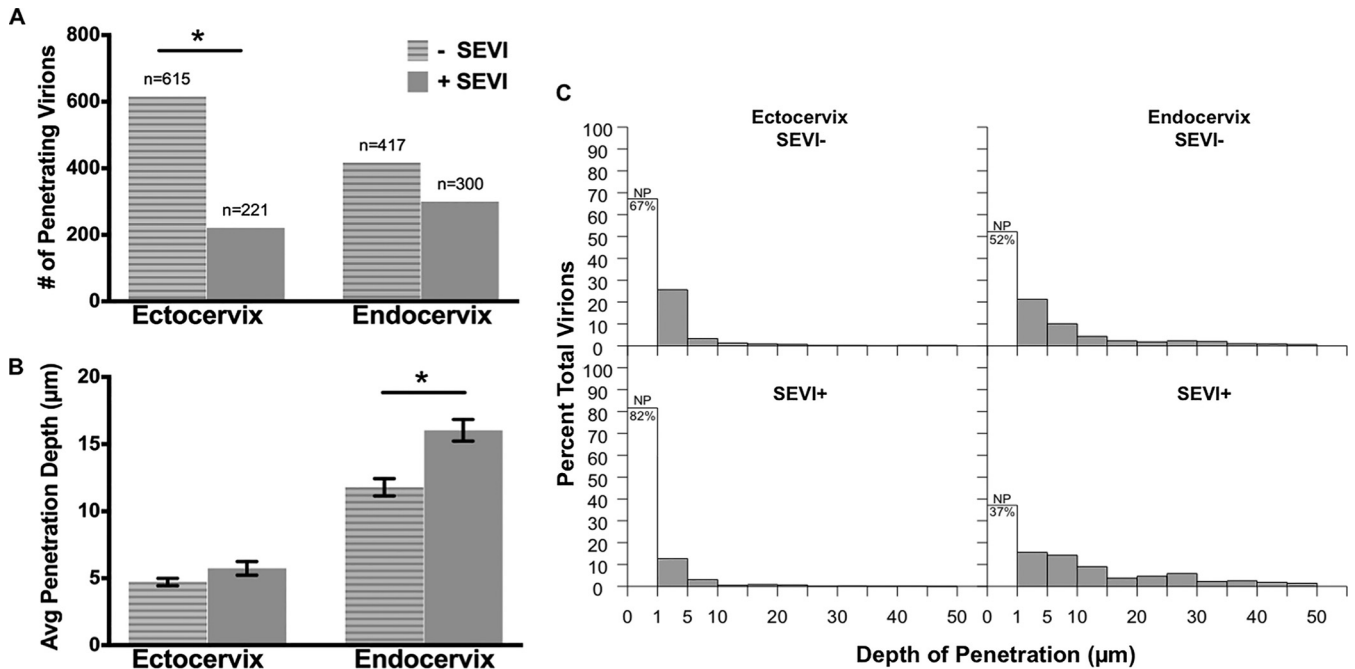 A
# of Penetrating Virions
800
600
400
200
0
*
n=615
n=221
n=417
n=300
- SEVI
+ SEVI
Ectocervix
Endocervix
B
Avg Penetration Depth (µm)
20
15
10
5
0
*
Ectocervix
Endocervix
C
Percent Total Virions
Ectocervix
SEVI-
100
90
80
70
60
50
40
30
20
10
0
NP
67%
Endocervix
SEVI-
NP
52%
SEVI+
100
90
80
70
60
50
40
30
20
10
0
NP
82%
0 1 5 10 20 30 40 50
SEVI+
NP
37%
0 1 5 10 20 30 40 50
Depth of Penetration (µm)